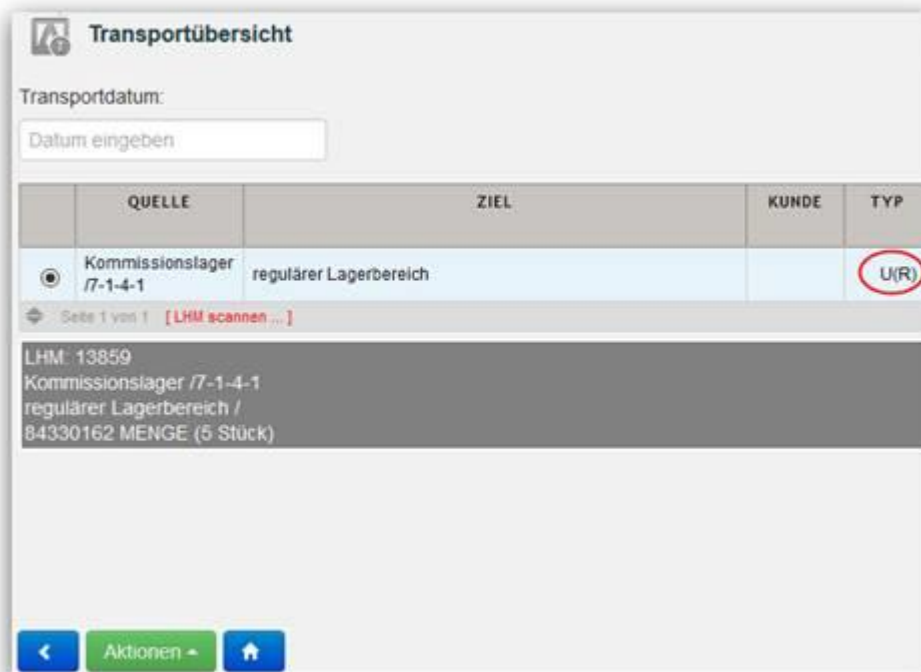 Transportübersicht
Transportdatum:
Datum eingeben
QUELLE ZIEL KUNDE TYP
Kommissionslager
/7-1-4-1 regulärer Lagerbereich U(R)
Seite 1 von 1 [ LHM scannen ... ]
LHM: 13859
Kommissionslager /7-1-4-1
regulärer Lagerbereich /
84330162 MENGE (5 Stück)
Aktionen